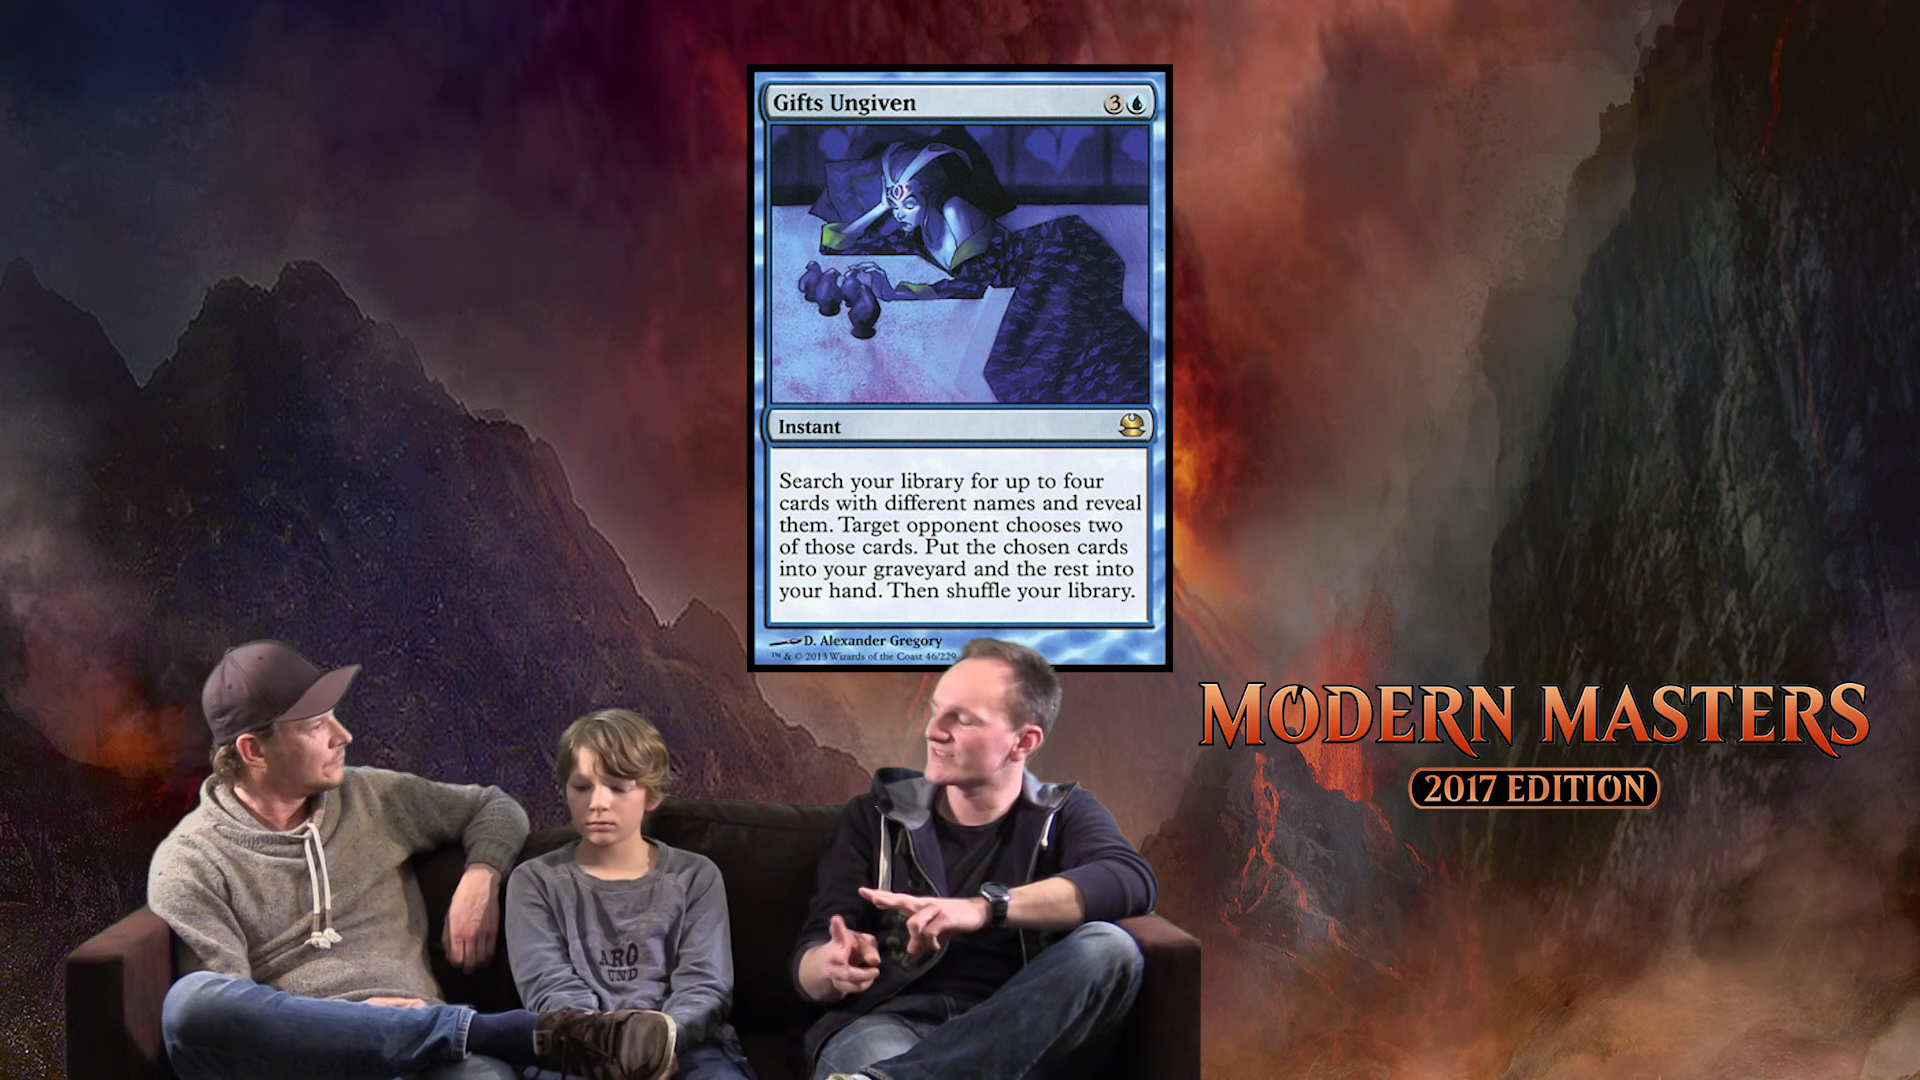 Gifts Ungiven 3
Instant
Search your library for up to four
cards with different names and reveal
them. Target opponent chooses two
of those cards. Put the chosen cards
into your graveyard and the rest into
your hand. Then shuffle your library.
D. Alexander Gregory
™ & © 2013 Wizards of the Coast 46/229
MODERN MASTERS
2017 EDITION
ARO
UND